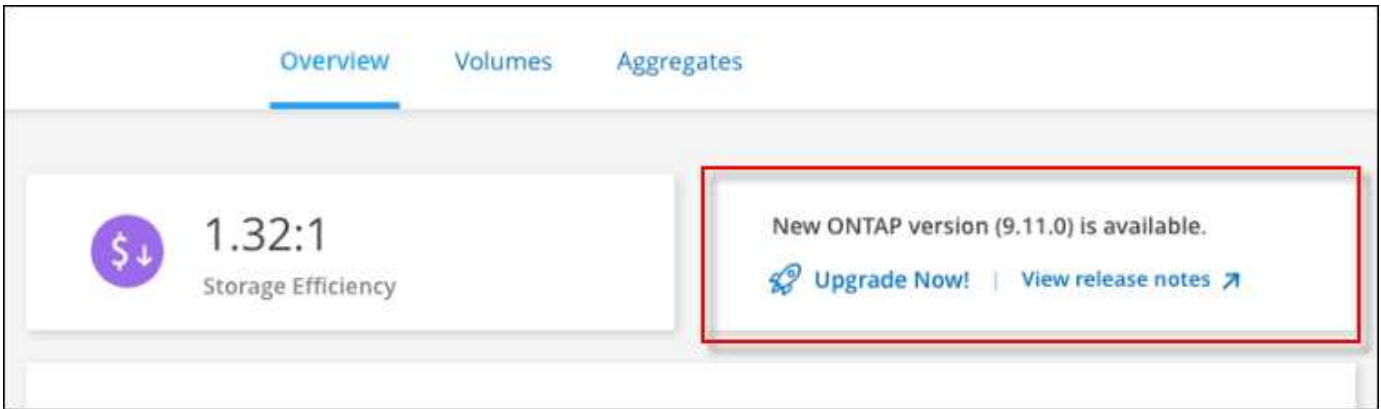 Overview Volumes Aggregates
1.32:1
Storage Efficiency
New ONTAP version (9.11.0) is available.
Upgrade Now! | View release notes